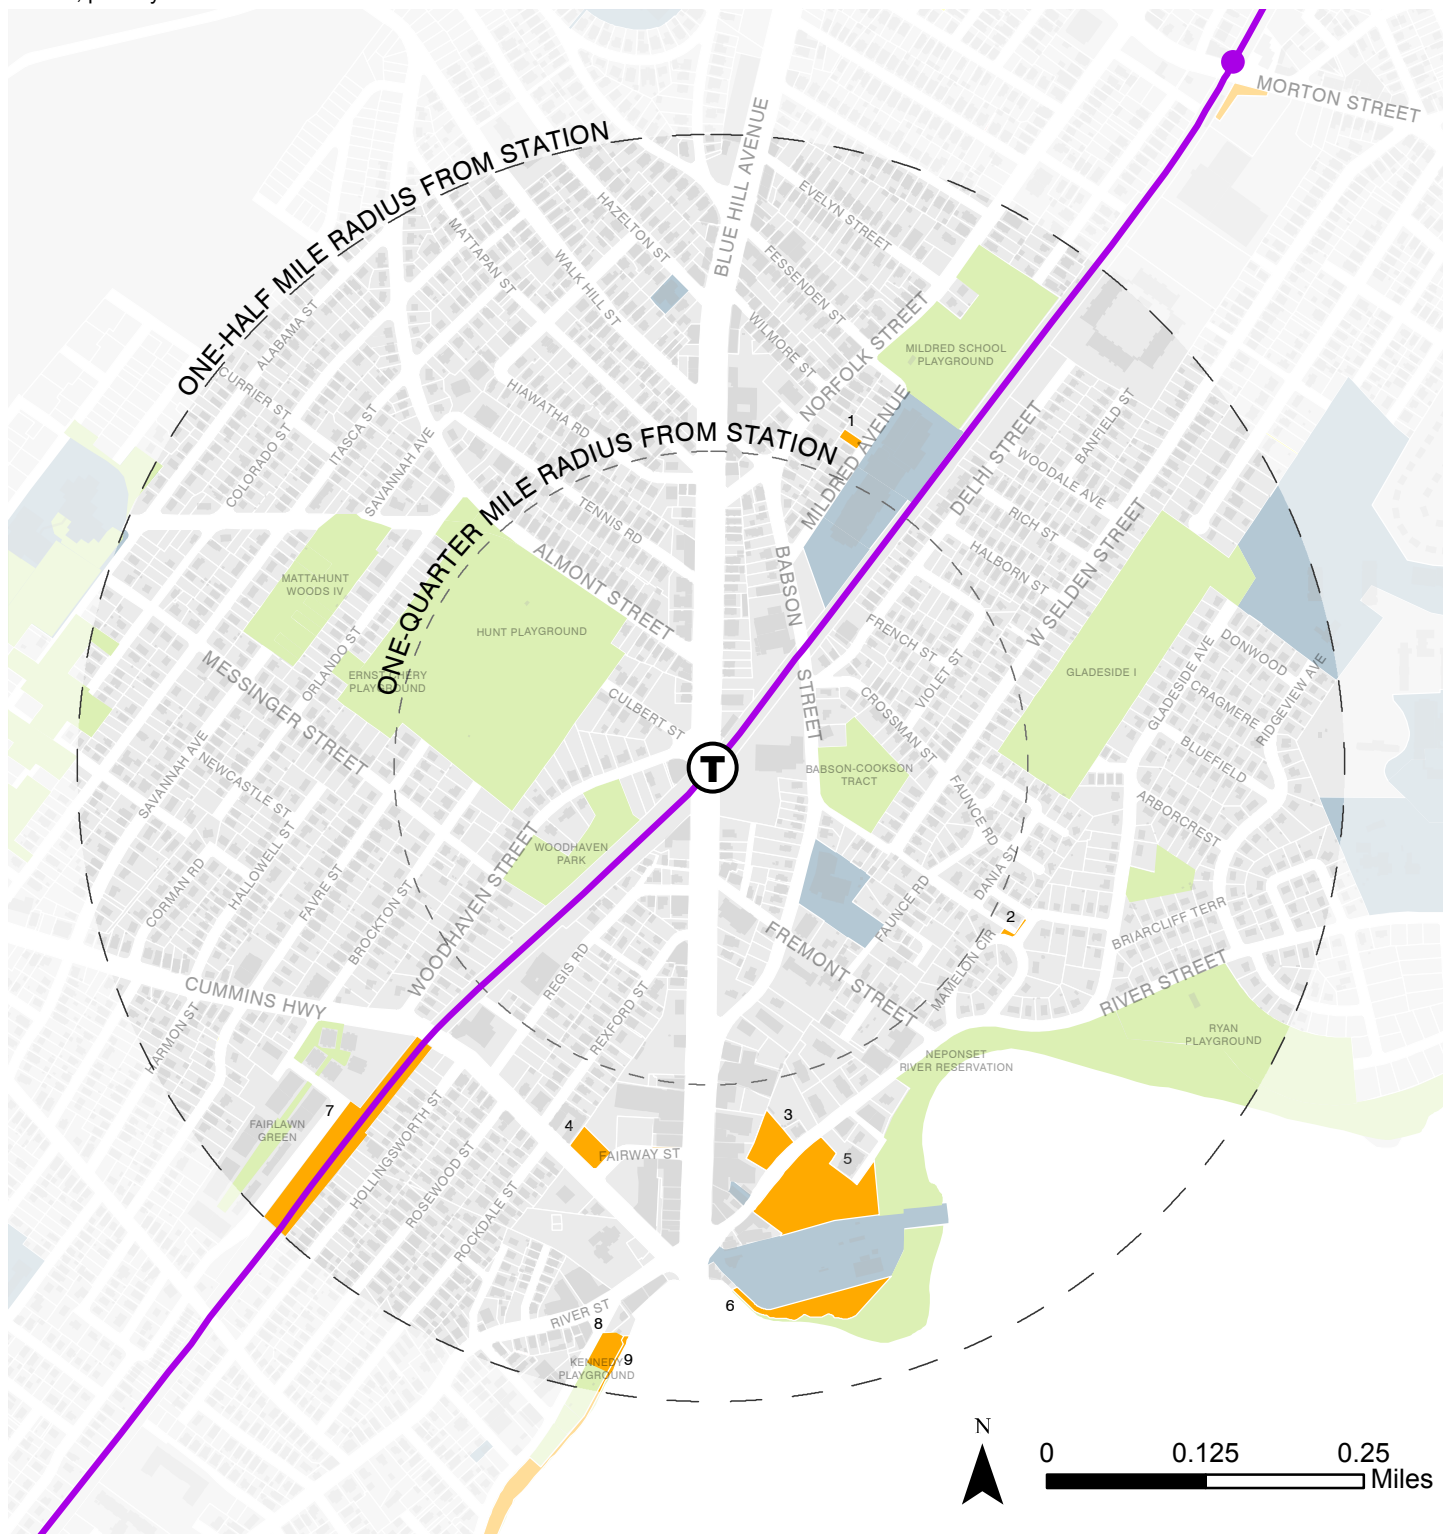 MORTON STREET
ONE-HALF MILE RADIUS FROM STATION
BLUE HILL AVENUE
EVELYN STREET
HAZELTON ST
MATTAPAN ST
WALK HILL ST
FESSENDEN ST
WILMORE ST
NORFOLK STREET
ALABAMA ST
MILDRED SCHOOL
PLAYGROUND
CURRIER ST
HIAWATHA RD
ITASCA ST
COLORADO ST
SAVANNAH AVE
ONE-QUARTER MILE RADIUS FROM STATION
1
MILDRED AVENUE
DELHI STREET
BANFIELD ST
WOODALE AVE
RICH ST
HALBORN ST
W SELDEN STREET
TENNIS RD
ALMONT STREET
BABSON STREET
MATTAHUNT
WOODS IV
HUNT PLAYGROUND
ERNST CHERY
PLAYGROUND
ORLANDO ST
MESSINGER STREET
CULBERT ST
FRENCH ST
VIOLET ST
CROSSMAN ST
GLADESIDE I
GLADESIDE AVE
DONWOOD
CRAGMERE
RIDGEVIEW AVE
BLUEFIELD
ARBORCREST
T
BABSON-COOKSON
TRACT
SAVANNAH AVE
NEWCASTLE ST
HALLOWELL ST
CORMAN RD
FAVRE ST
BROCKTON ST
WOODHAVEN STREET
WOODHAVEN
PARK
FAUNCE RD
DANIA ST
FAUNCE RD
2
MAMELON CIR
BRIARCLIFF TERR
RIVER STREET
FREMONT STREET
REGIS RD
REXFORD ST
CUMMINS HWY
HARMON ST
RYAN
PLAYGROUND
NEPONSET
RIVER RESERVATION
7
FAIRLAWN
GREEN
HOLLINGSWORTH ST
ROSEWOOD ST
ROCKDALE ST
4
FAIRWAY ST
3
5
6
RIVER ST
8
9
KENNEDY
PLAYGROUND
N
0 0.125 0.25
Miles